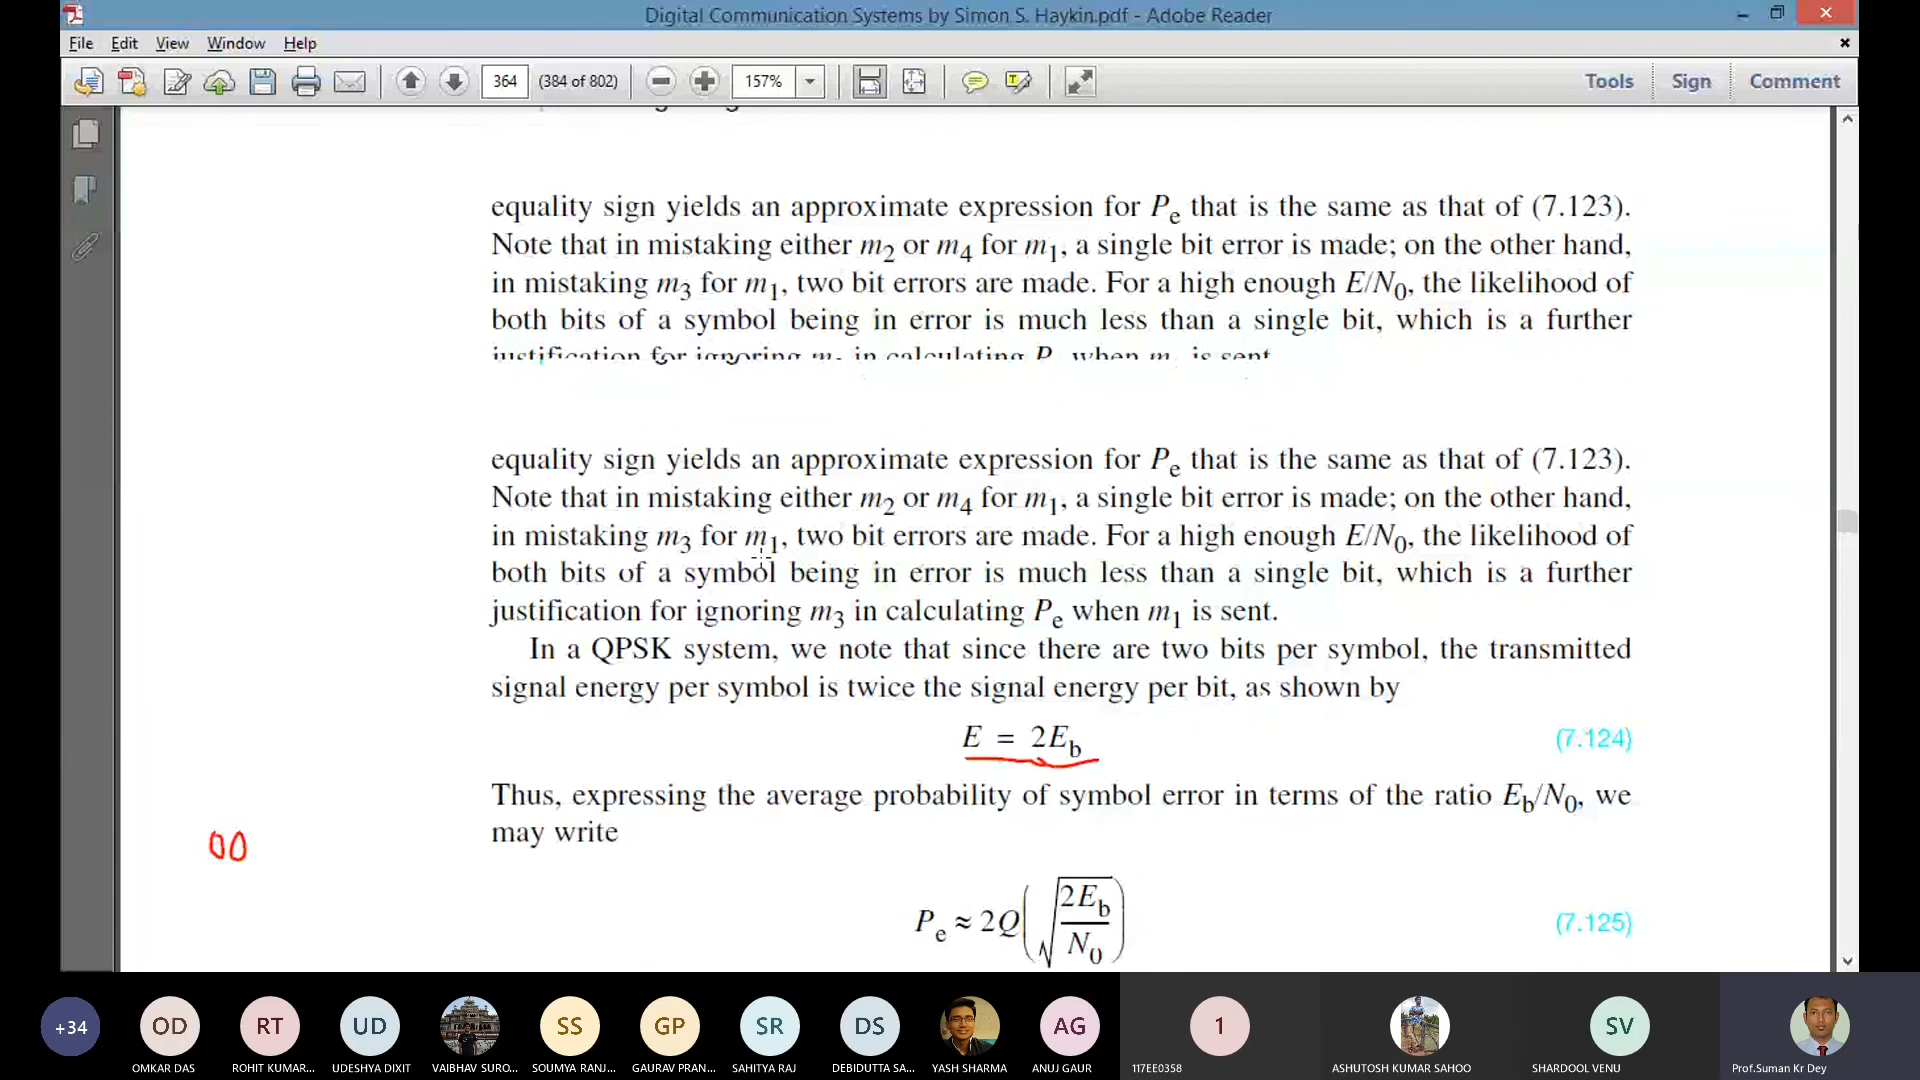 Digital Communication Systems by Simon S. Haykin.pdf - Adobe Reader
File Edit View Window Help
364 (384 of 802) 157% Tools Sign Comment
equality sign yields an approximate expression for Pe that is the same as that of (7.123).
Note that in mistaking either m2 or m4 for m1, a single bit error is made; on the other hand,
in mistaking m3 for m1, two bit errors are made. For a high enough E/N0, the likelihood of
both bits of a symbol being in error is much less than a single bit, which is a further
justification for ignoring m in calculating P when m is sent
equality sign yields an approximate expression for Pe that is the same as that of (7.123).
Note that in mistaking either m2 or m4 for m1, a single bit error is made; on the other hand,
in mistaking m3 for m1, two bit errors are made. For a high enough E/N0, the likelihood of
both bits of a symbol being in error is much less than a single bit, which is a further
justification for ignoring m3 in calculating Pe when m1 is sent.
In a QPSK system, we note that since there are two bits per symbol, the transmitted
signal energy per symbol is twice the signal energy per bit, as shown by
E = 2Eb (7.124)
Thus, expressing the average probability of symbol error in terms of the ratio Eb/N0, we
may write
00
Pe ≈ 2Q(√(2Eb/N0)) (7.125)
+34 OD RT UD SS GP SR DS AG 1 SV
OMKAR DAS ROHIT KUMAR... UDESHYA DIXIT VAIBHAV SURO... SOUMYA RANJ... GAURAV PRAN... SAHITYA RAJ DEBIDUTTA SA... YASH SHARMA ANUJ GAUR 117EE0358 ASHUTOSH KUMAR SAHOO SHARDOOL VENU Prof.Suman Kr Dey